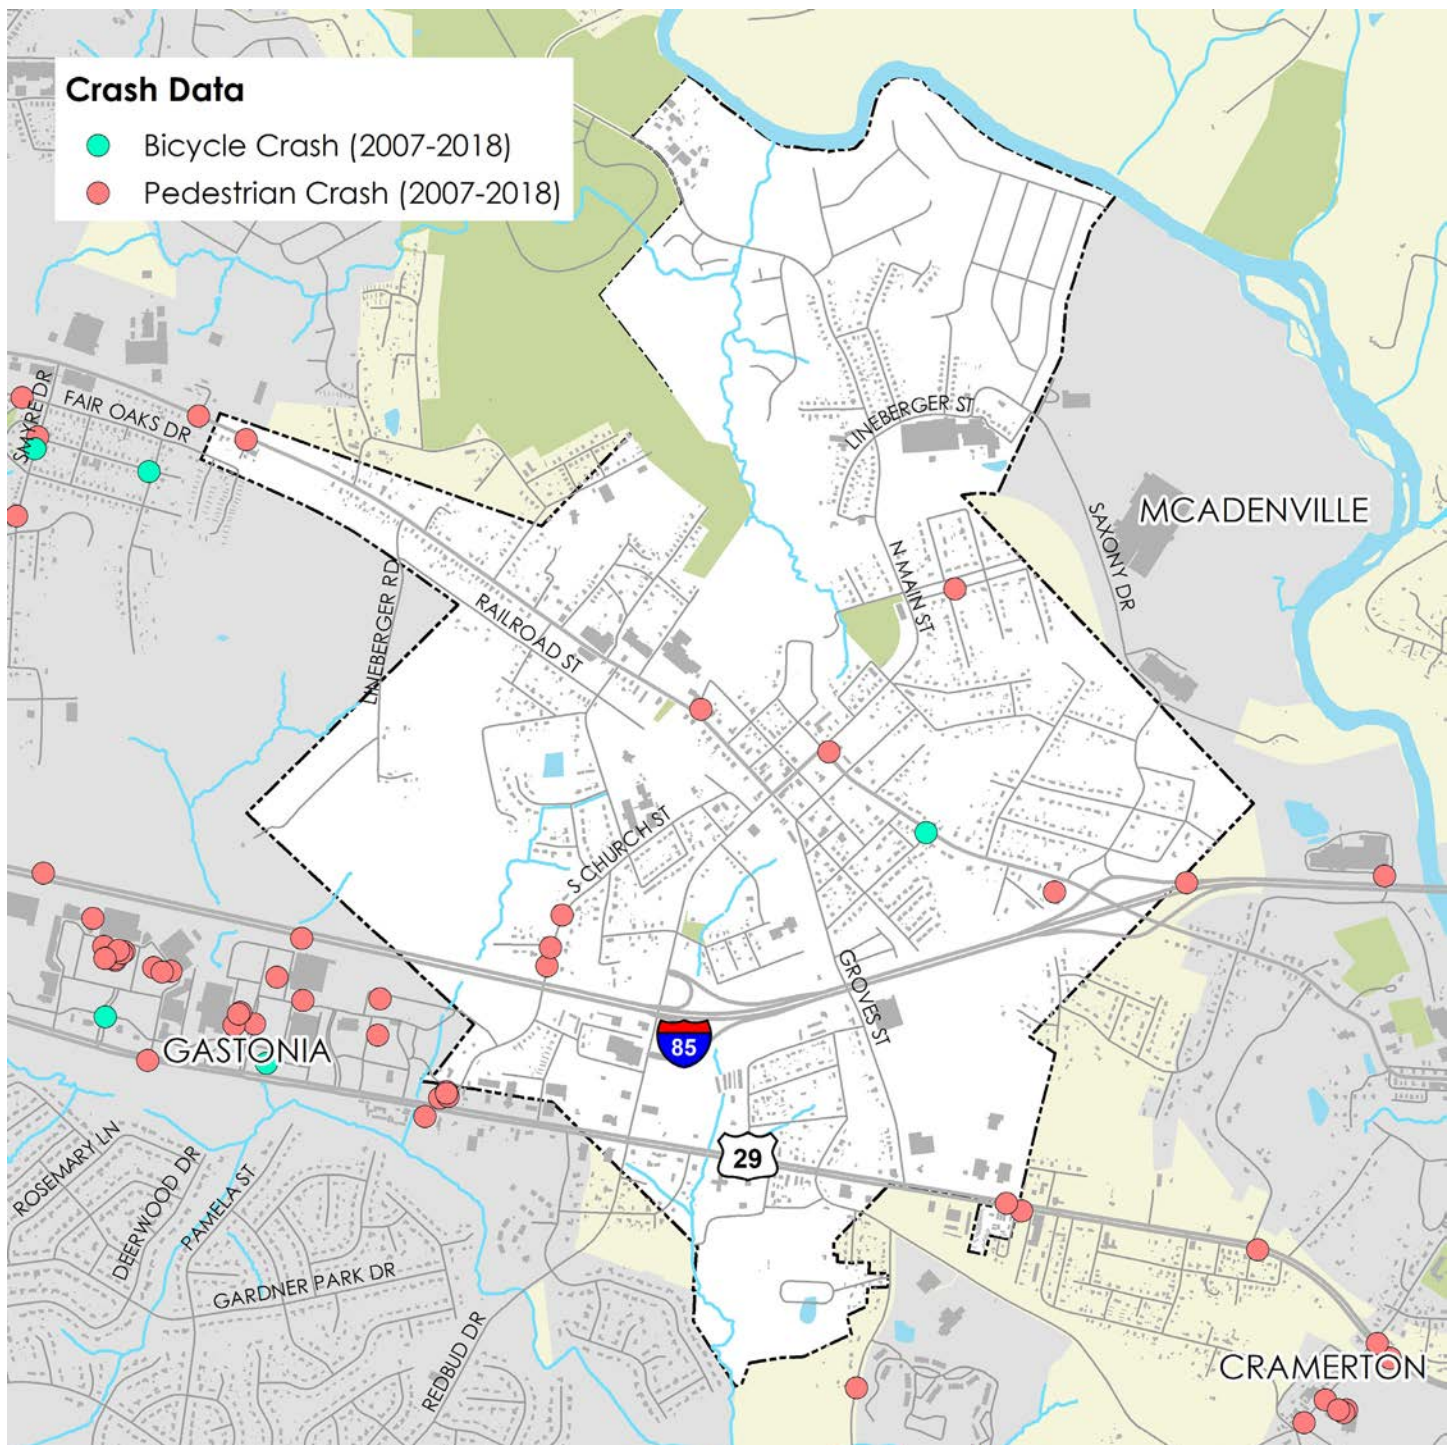 Crash Data
Bicycle Crash (2007-2018)
Pedestrian Crash (2007-2018)
SMYRE DR
FAIR OAKS DR
LINEBERGER ST
MCADENVILLE
SAXONY DR
N MAIN ST
LINEBERGER RD
RAILROAD ST
S CHURCH ST
GROVES ST
GASTONIA
85
29
ROSEMARY LN
DEERWOOD DR
PAMELA ST
GARDNER PARK DR
REDBUD DR
CRAMERTON